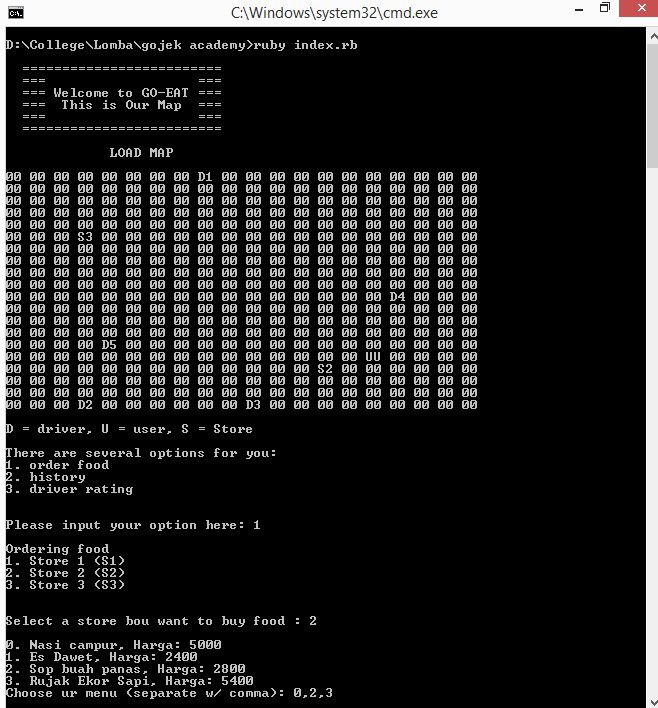 C:\Windows\system32\cmd.exe
D:\College\Lomba\gojek academy>ruby index.rb
=========================
===                   ===
=== Welcome to GO-EAT ===
===  This is Our Map  ===
===                   ===
=========================
LOAD MAP
00 00 00 00 00 00 00 00 D1 00 00 00 00 00 00 00 00 00 00 00
00 00 00 00 00 00 00 00 00 00 00 00 00 00 00 00 00 00 00 00
00 00 00 00 00 00 00 00 00 00 00 00 00 00 00 00 00 00 00 00
00 00 00 00 00 00 00 00 00 00 00 00 00 00 00 00 00 00 00 00
00 00 00 00 00 00 00 00 00 00 00 00 00 00 00 00 00 00 00 00
00 00 00 S3 00 00 00 00 00 00 00 00 00 00 00 00 00 00 00 00
00 00 00 00 00 00 00 00 00 00 00 00 00 00 00 00 00 00 00 00
00 00 00 00 00 00 00 00 00 00 00 00 00 00 00 00 00 00 00 00
00 00 00 00 00 00 00 00 00 00 00 00 00 00 00 00 00 00 00 00
00 00 00 00 00 00 00 00 00 00 00 00 00 00 00 00 00 00 00 00
00 00 00 00 00 00 00 00 00 00 00 00 00 00 00 00 D4 00 00 00
00 00 00 00 00 00 00 00 00 00 00 00 00 00 00 00 00 00 00 00
00 00 00 00 00 00 00 00 00 00 00 00 00 00 00 00 00 00 00 00
00 00 00 00 00 00 00 00 00 00 00 00 00 00 00 00 00 00 00 00
00 00 00 00 D5 00 00 00 00 00 00 00 00 00 00 00 00 00 00 00
00 00 00 00 00 00 00 00 00 00 00 00 00 00 00 UU 00 00 00 00
00 00 00 00 00 00 00 00 00 00 00 00 00 S2 00 00 00 00 00 00
00 00 00 00 00 00 00 00 00 00 00 00 00 00 00 00 00 00 00 00
00 00 00 00 00 00 00 00 00 00 00 00 00 00 00 00 00 00 00 00
00 00 00 D2 00 00 00 00 00 00 D3 00 00 00 00 00 00 00 00 00
D = driver, U = user, S = Store
There are several options for you:
1. order food
2. history
3. driver rating
Please input your option here: 1
Ordering food
1. Store 1 (S1)
2. Store 2 (S2)
3. Store 3 (S3)
Select a store bou want to buy food : 2
0. Nasi campur, Harga: 5000
1. Es Dawet, Harga: 2400
2. Sop buah panas, Harga: 2800
3. Rujak Ekor Sapi, Harga: 5400
Choose ur menu (separate w/ comma): 0,2,3